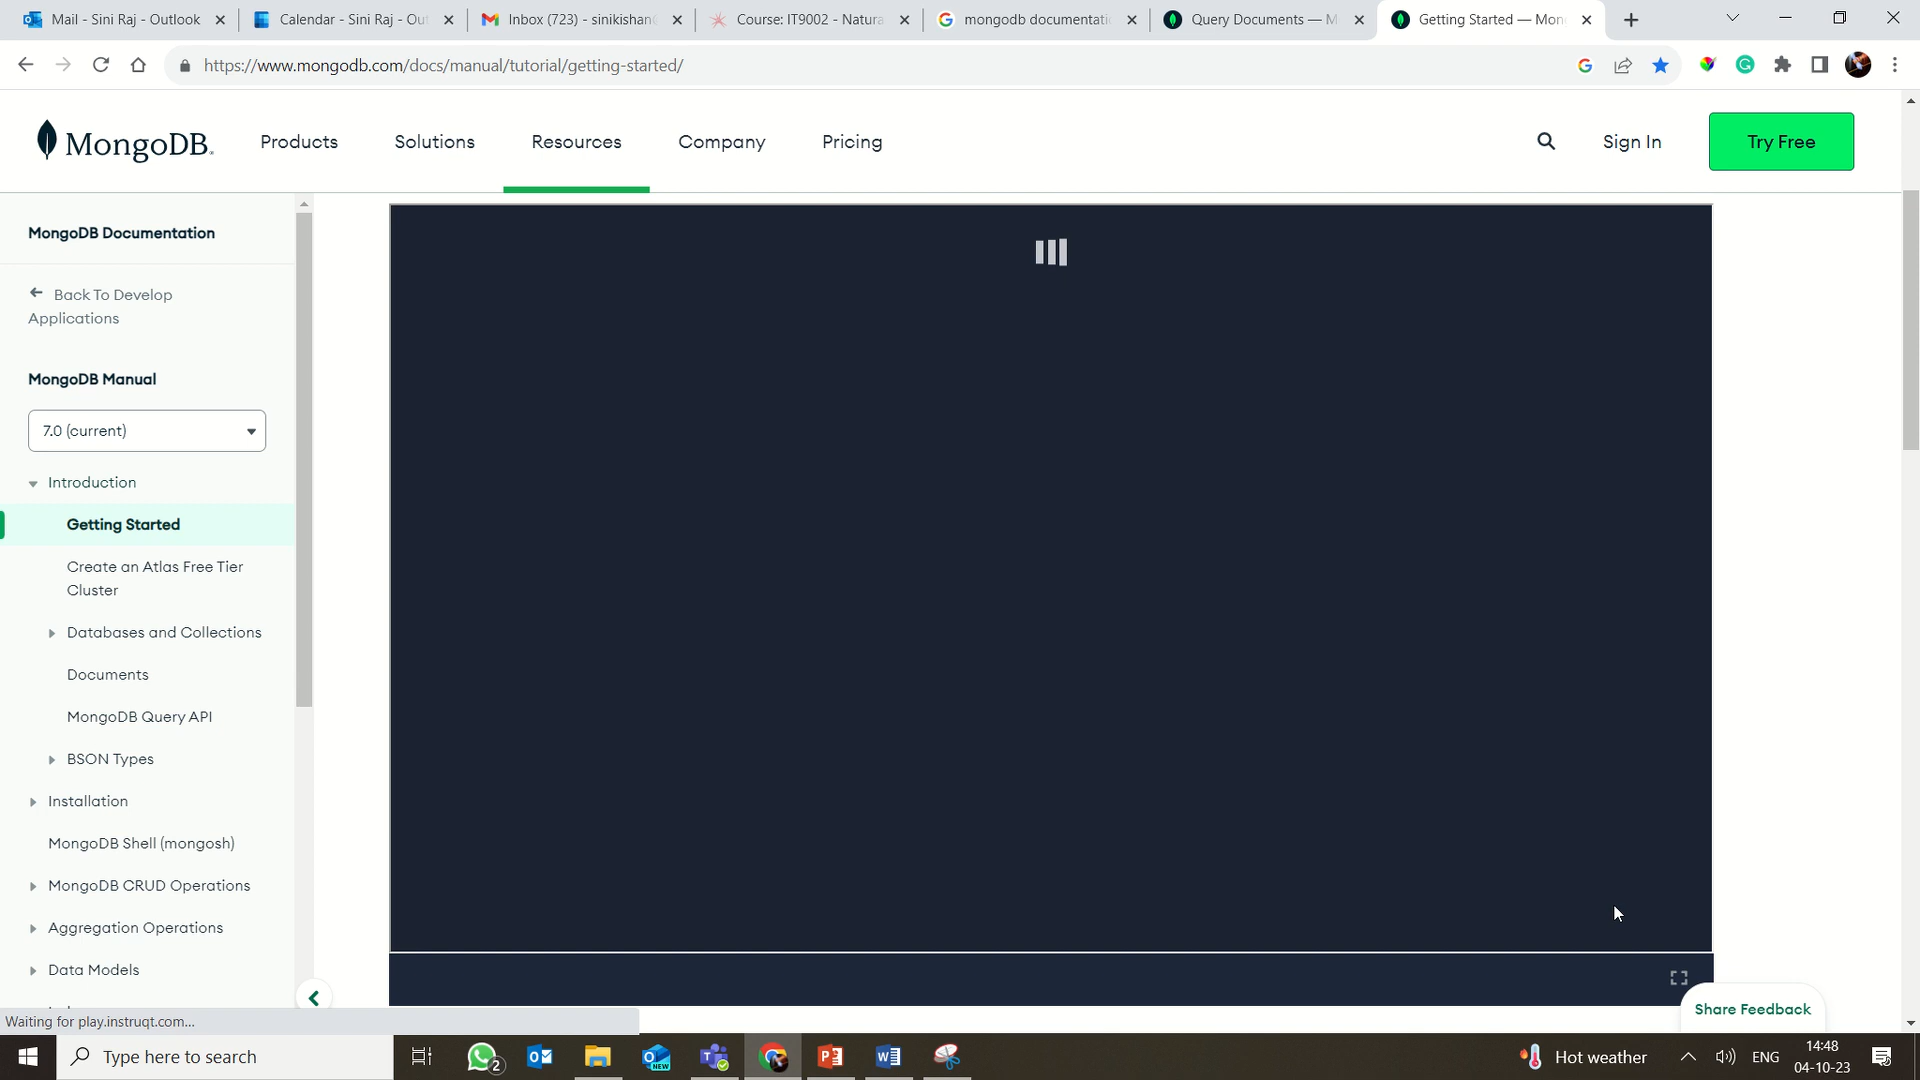 Mail - Sini Raj - Outlook
Calendar - Sini Raj - Out
Inbox (723) - sinikishan
Course: IT9002 - Natura
mongodb documentati
Query Documents — M
Getting Started — Mon
https://www.mongodb.com/docs/manual/tutorial/getting-started/
MongoDB.
Products
Solutions
Resources
Company
Pricing
Sign In
Try Free
MongoDB Documentation
Back To Develop
Applications
MongoDB Manual
7.0 (current)
Introduction
Getting Started
Create an Atlas Free Tier
Cluster
Databases and Collections
Documents
MongoDB Query API
BSON Types
Installation
MongoDB Shell (mongosh)
MongoDB CRUD Operations
Aggregation Operations
Data Models
Share Feedback
Waiting for play.instruqt.com...
Type here to search
2
NEW
Hot weather
ENG
14:48
04-10-23